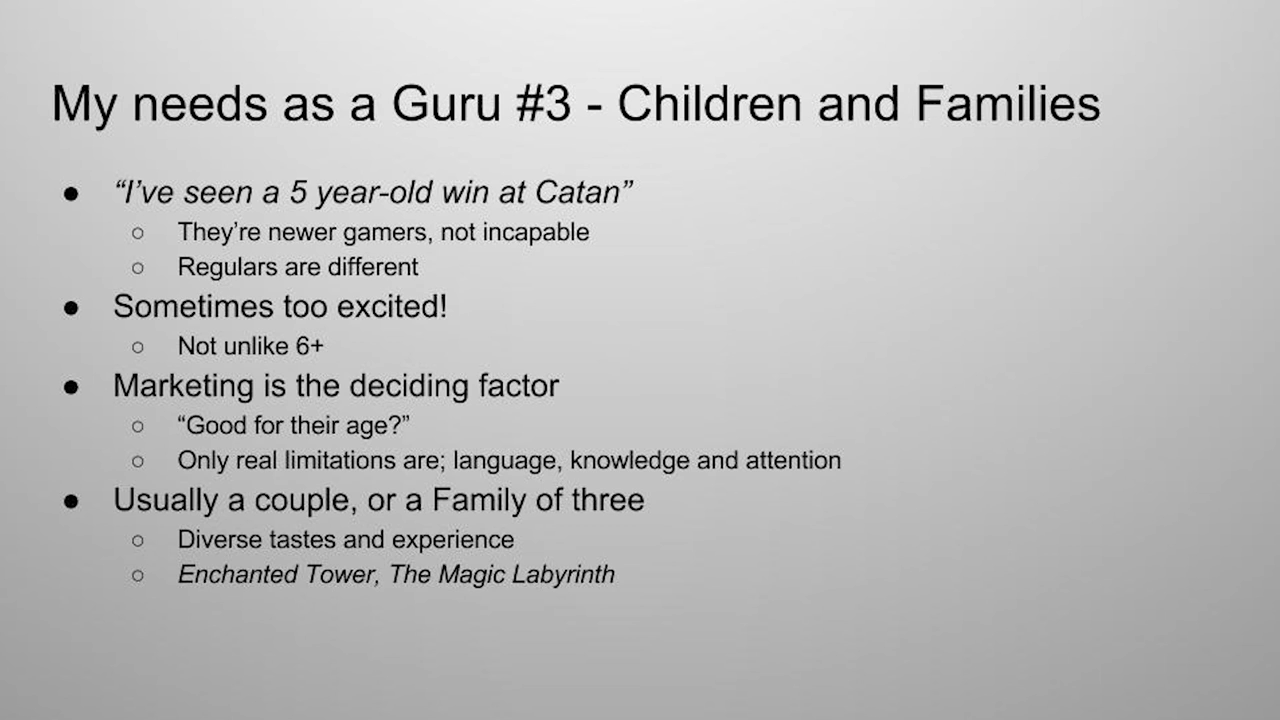 My needs as a Guru #3 - Children and Families
● “I’ve seen a 5 year-old win at Catan”
○ They’re newer gamers, not incapable
○ Regulars are different
● Sometimes too excited!
○ Not unlike 6+
● Marketing is the deciding factor
○ “Good for their age?”
○ Only real limitations are; language, knowledge and attention
● Usually a couple, or a Family of three
○ Diverse tastes and experience
○ Enchanted Tower, The Magic Labyrinth